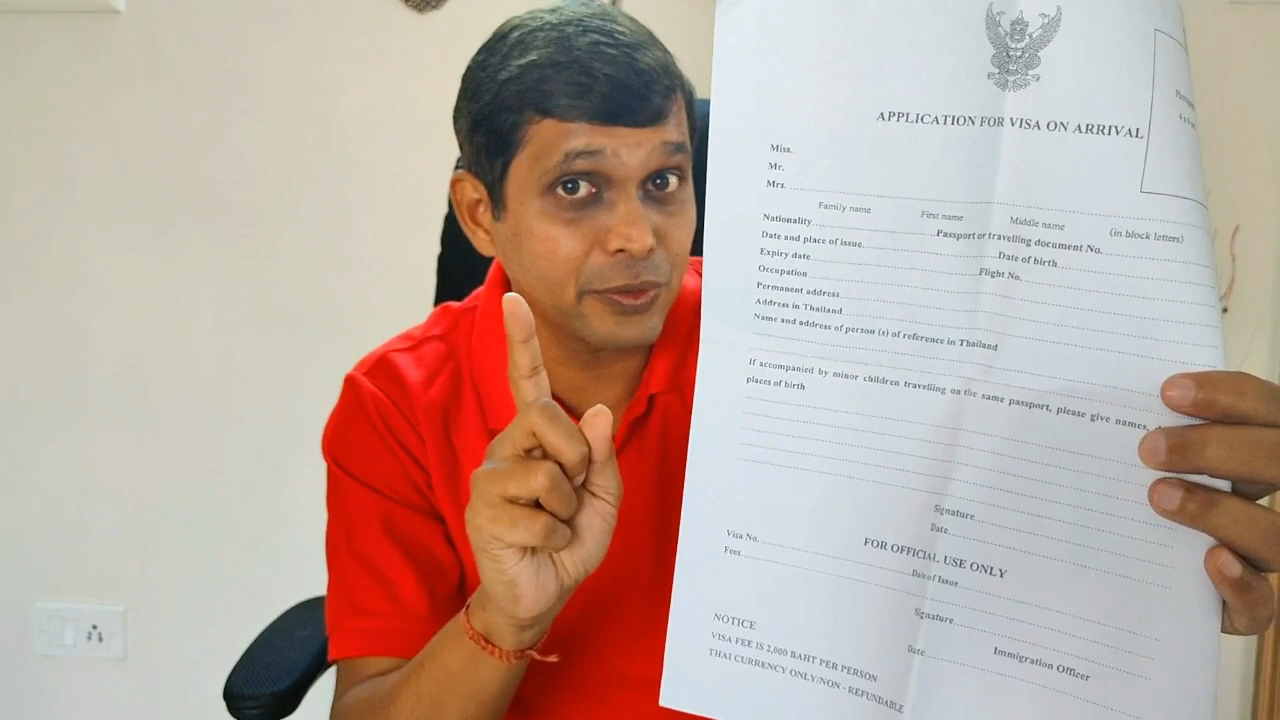 APPLICATION FOR VISA ON ARRIVAL
Miss.
Mr.
Mrs.
Family name First name Middle name (in block letters)
Nationality Passport or travelling document No.
Date and place of issue Date of birth
Expiry date Flight No.
Occupation
Permanent address
Address in Thailand
Name and address of person (s) of reference in Thailand
If accompanied by minor children travelling on the same passport, please give names,
places of birth
Signature
Date
FOR OFFICIAL USE ONLY
Visa No. Date of Issue
Fees
Signature
Immigration Officer
Date
NOTICE
VISA FEE IS 2,000 BAHT PER PERSON
THAI CURRENCY ONLY/NON - REFUNDABLE